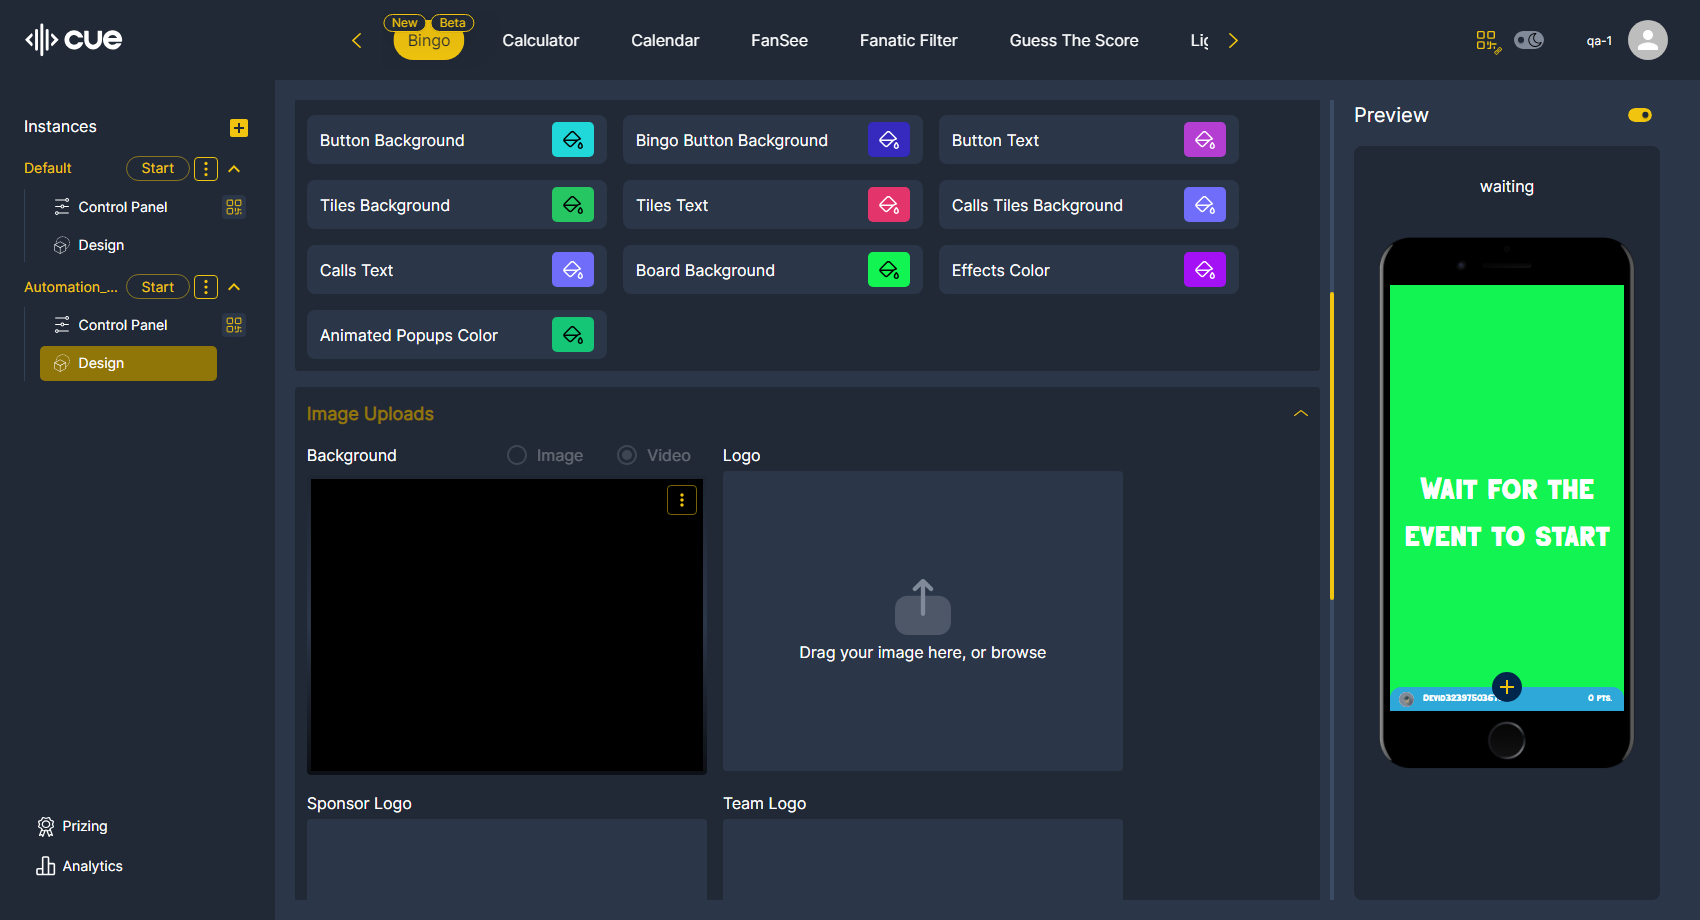 cue
New Beta
Bingo
Calculator
Calendar
FanSee
Fanatic Filter
Guess The Score
qa-1
Instances
Default
Start
Control Panel
Design
Automation_...
Start
Control Panel
Design
Prizing
Analytics
Button Background
Bingo Button Background
Button Text
Tiles Background
Tiles Text
Calls Tiles Background
Calls Text
Board Background
Effects Color
Animated Popups Color
Image Uploads
Background
Image
Video
Logo
Drag your image here, or browse
Sponsor Logo
Team Logo
Preview
waiting
Wait for the
event to start
0 pts.